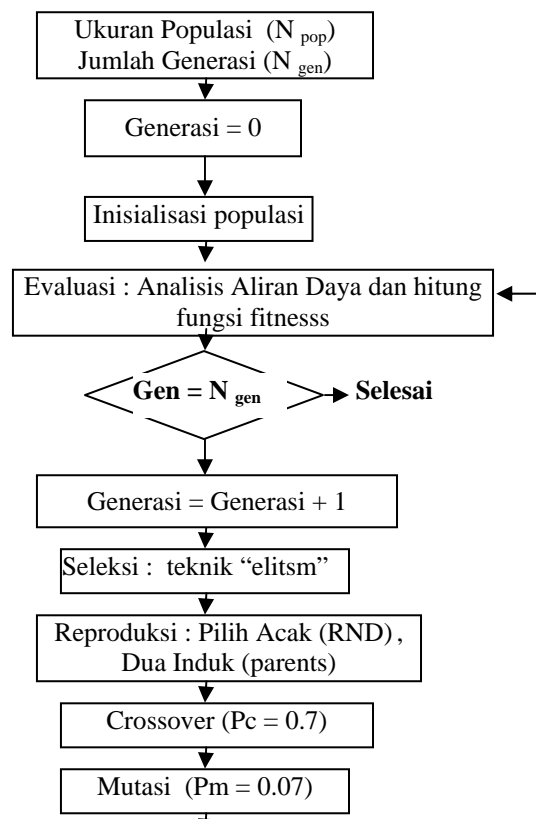 Ukuran Populasi (N pop)
Jumlah Generasi (N gen)
Generasi = 0
Inisialisasi populasi
Evaluasi : Analisis Aliran Daya dan hitung
fungsi fitnesss
Gen = N gen
Selesai
Generasi = Generasi + 1
Seleksi : teknik “elitsm”
Reproduksi : Pilih Acak (RND) ,
Dua Induk (parents)
Crossover (Pc = 0.7)
Mutasi (Pm = 0.07)